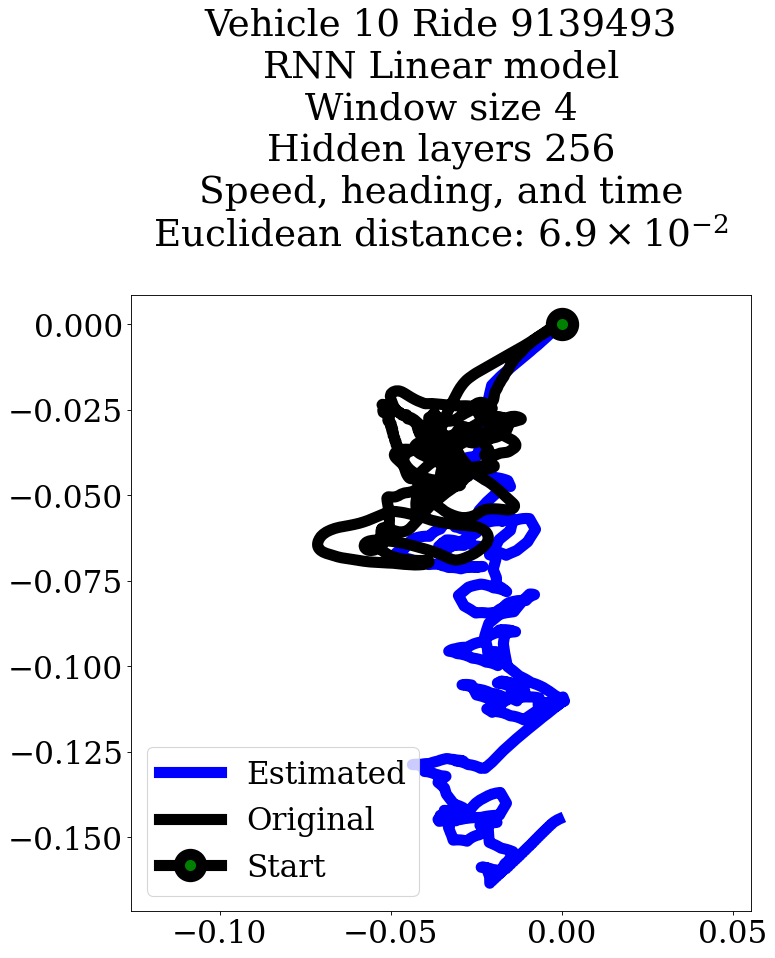 Vehicle 10 Ride 9139493
RNN Linear model
Window size 4
Hidden layers 256
Speed, heading, and time
Euclidean distance: 6.9 × 10⁻²
0.000
−0.025
−0.050
−0.075
−0.100
−0.125
−0.150
Estimated
Original
Start
−0.10 −0.05 0.00 0.05